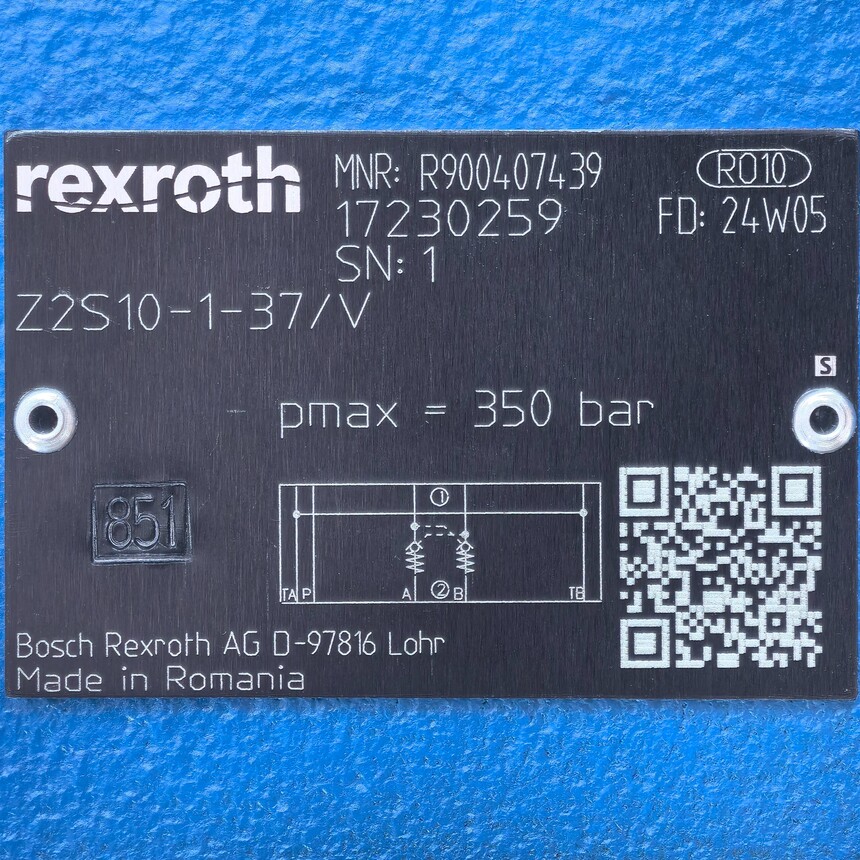 rexroth
MNR: R900407439
RO10
17230259
FD: 24W05
SN: 1
Z2S10-1-37/V
S
pmax = 350 bar
851
1
TA P A 2 B TB
Bosch Rexroth AG D-97816 Lohr
Made in Romania